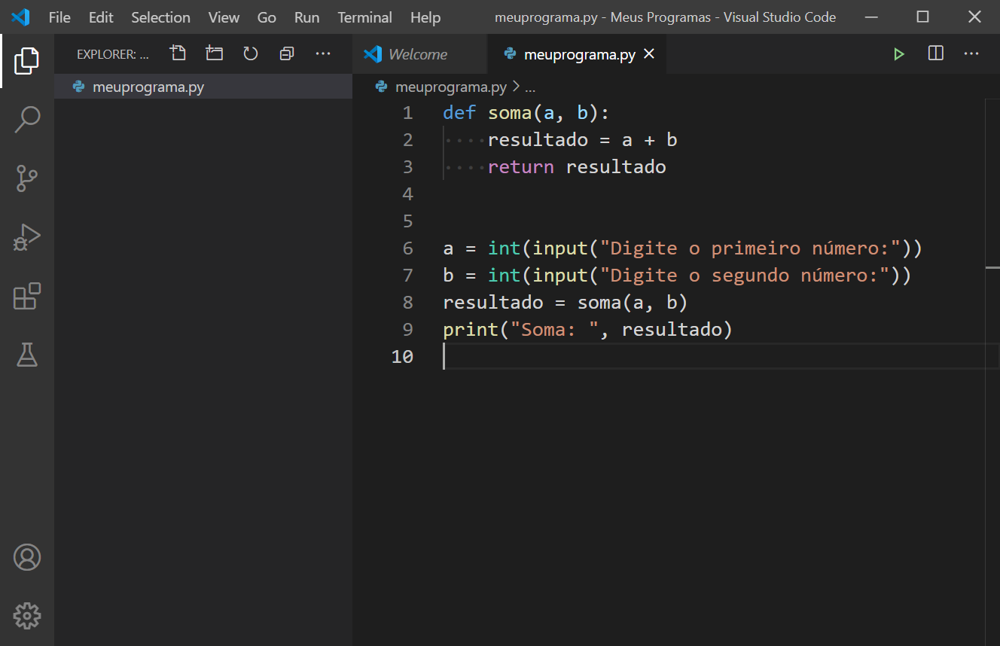 File Edit Selection View Go Run Terminal Help meuprograma.py - Meus Programas - Visual Studio Code
EXPLORER: ...
Welcome meuprograma.py
meuprograma.py
meuprograma.py > ...
1 def soma(a, b):
2 ····resultado = a + b
3 ····return resultado
4
5
6 a = int(input("Digite o primeiro número:"))
7 b = int(input("Digite o segundo número:"))
8 resultado = soma(a, b)
9 print("Soma: ", resultado)
10